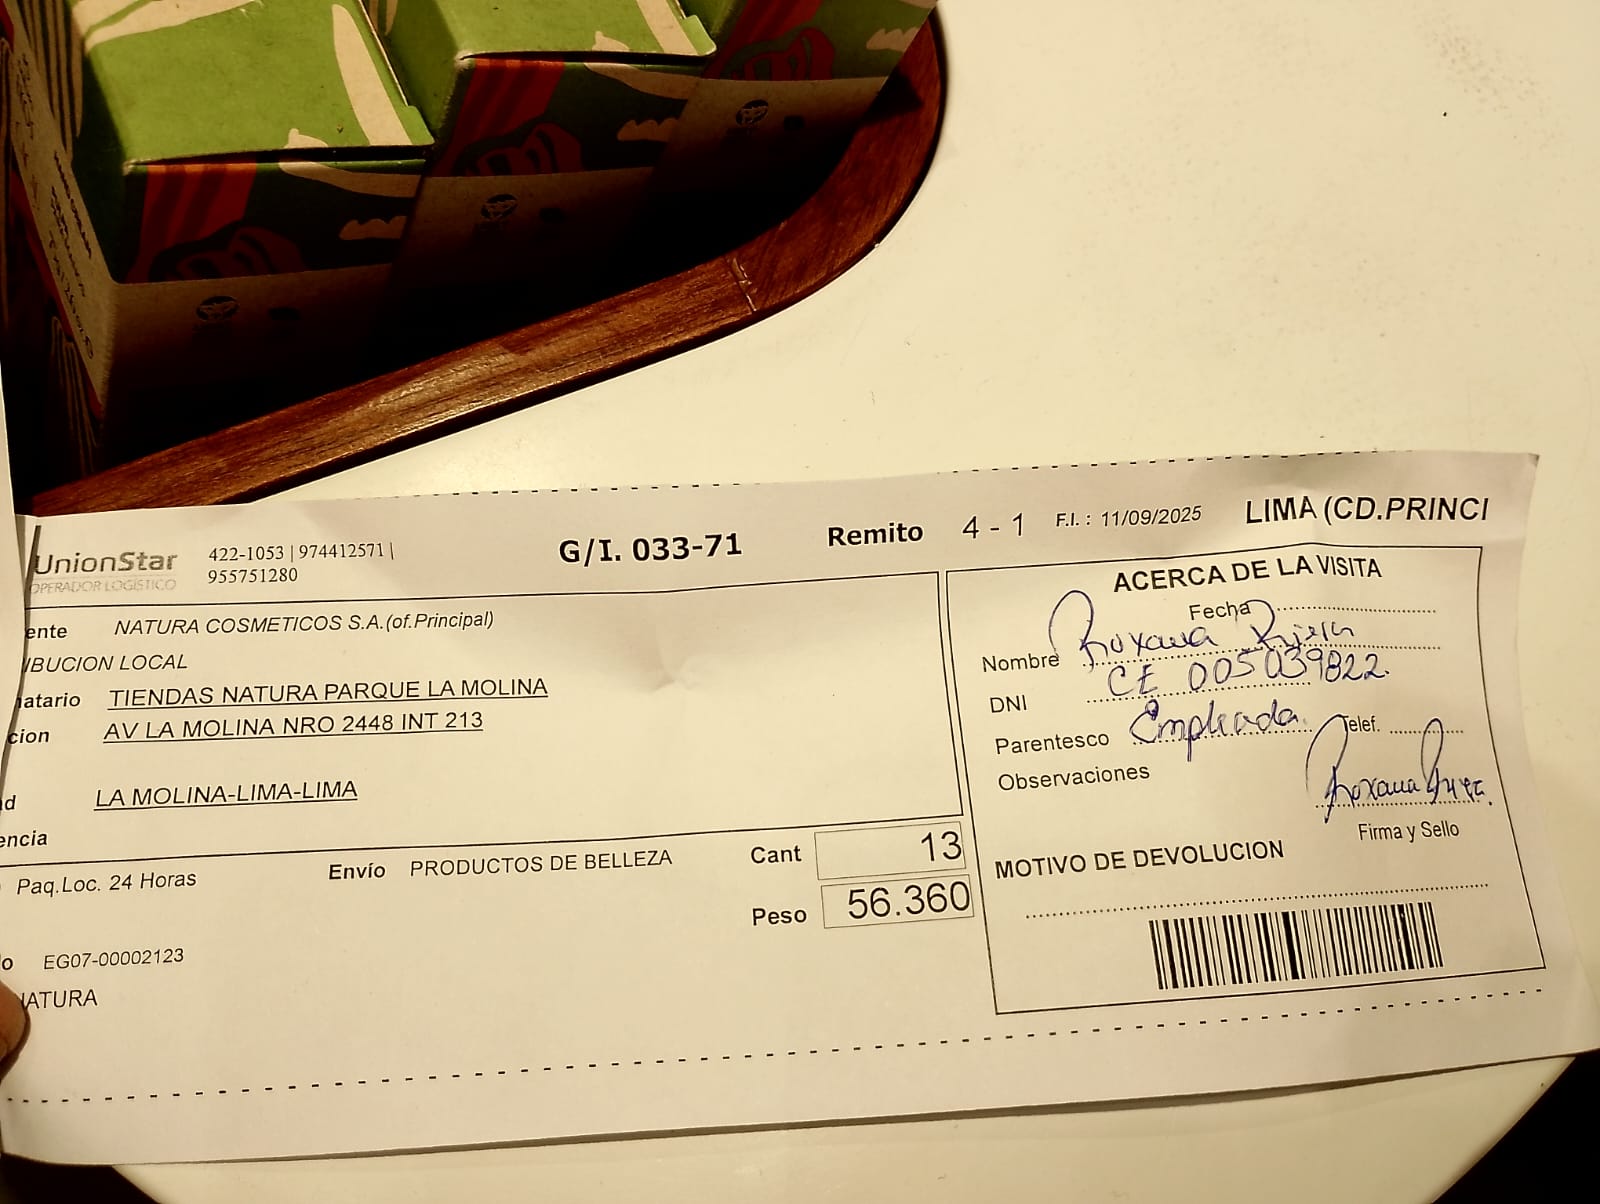 UnionStar
OPERADOR LOGÍSTICO
422-1053 | 974412571 |
955751280
G/I. 033-71
Remito 4 - 1 F.I. : 11/09/2025 LIMA (CD.PRINCI
ente NATURA COSMETICOS S.A.(of.Principal)
IBUCION LOCAL
natario TIENDAS NATURA PARQUE LA MOLINA
cion AV LA MOLINA NRO 2448 INT 213
d LA MOLINA-LIMA-LIMA
encia
Paq.Loc. 24 Horas Envío PRODUCTOS DE BELLEZA Cant 13
Peso 56.360
o EG07-00002123
NATURA
ACERCA DE LA VISITA
Fecha
Nombre Roxana
DNI CE 005039822
Parentesco Empleada. Telef.
Observaciones
Roxana
Firma y Sello
MOTIVO DE DEVOLUCION